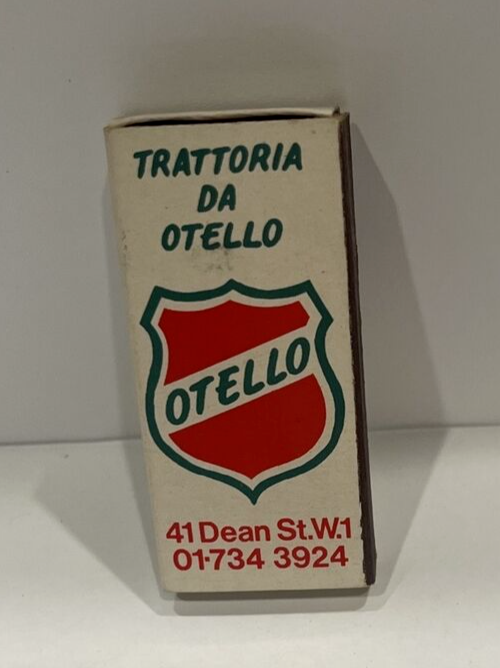 TRATTORIA
DA
OTELLO
OTELLO
41 Dean St.W.1
01-734 3924